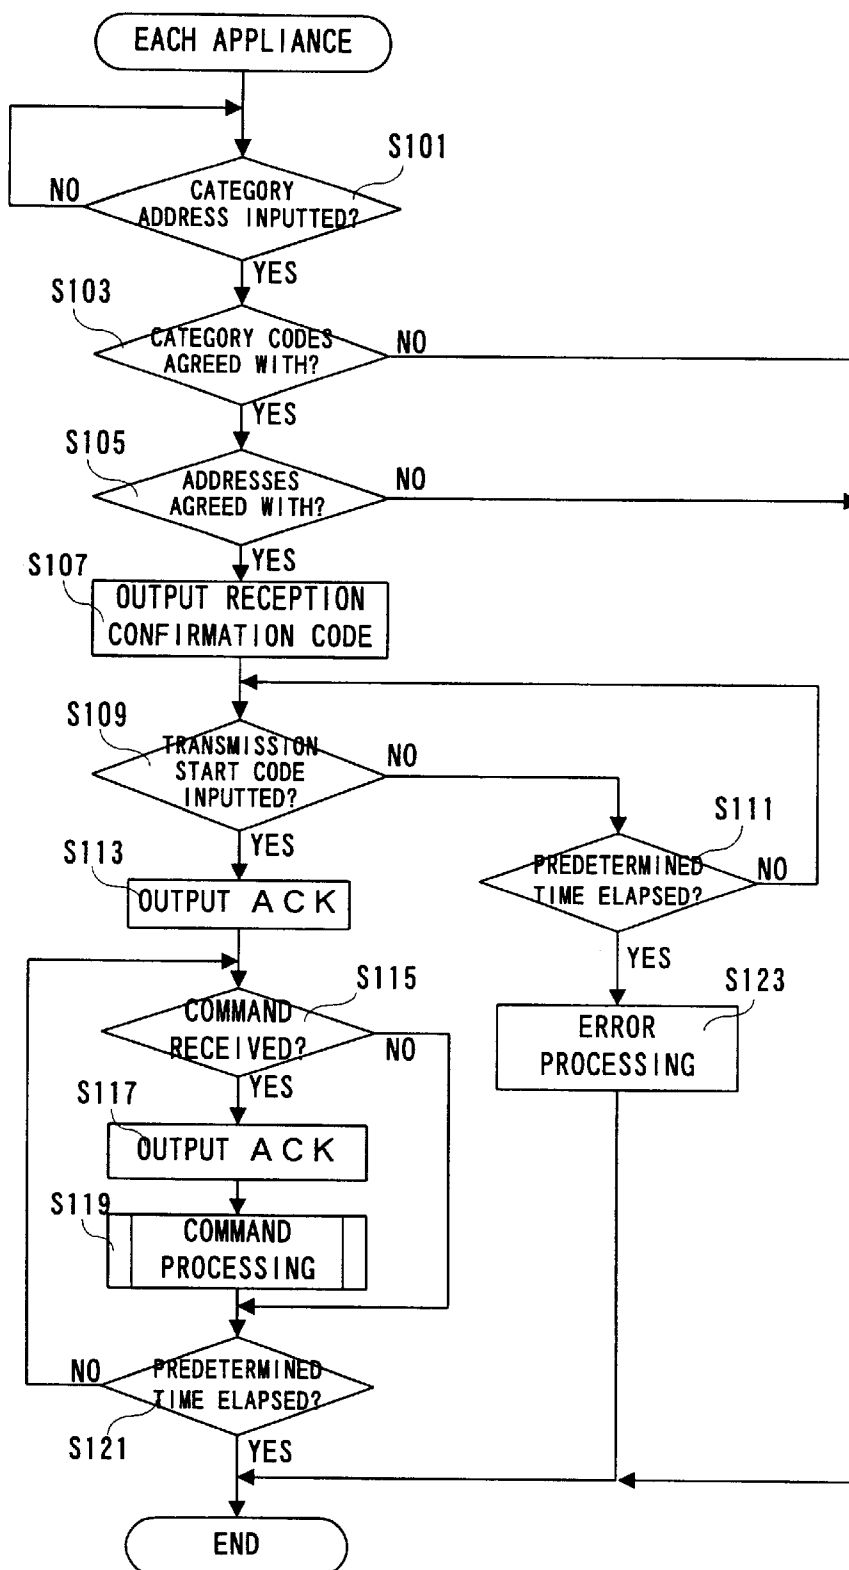 EACH APPLIANCE
S101
NO
CATEGORY
ADDRESS INPUTTED?
YES
S103
CATEGORY CODES
AGREED WITH?
NO
YES
S105
ADDRESSES
AGREED WITH?
NO
YES
S107
OUTPUT RECEPTION
CONFIRMATION CODE
S109
TRANSMISSION
START CODE
INPUTTED?
NO
YES
S111
PREDETERMINED
TIME ELAPSED?
NO
YES
S113
OUTPUT ACK
S115
COMMAND
RECEIVED?
NO
YES
S123
ERROR
PROCESSING
S117
OUTPUT ACK
S119
COMMAND
PROCESSING
NO
PREDETERMINED
TIME ELAPSED?
S121
YES
END